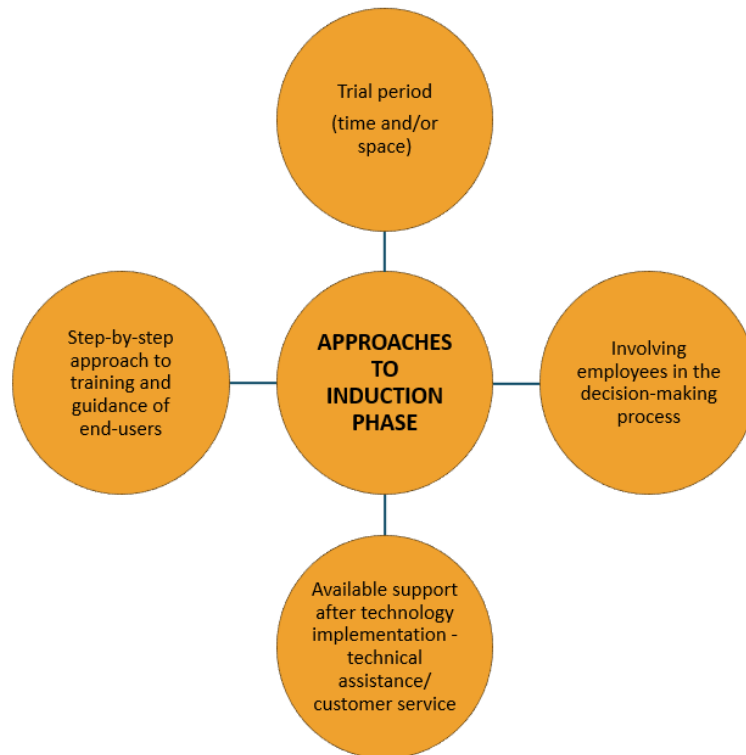 Trial period
(time and/or
space)
Step-by-step
approach to
training and
guidance of
end-users
APPROACHES
TO
INDUCTION
PHASE
Involving
employees in the
decision-making
process
Available support
after technology
implementation -
technical
assistance/
customer service